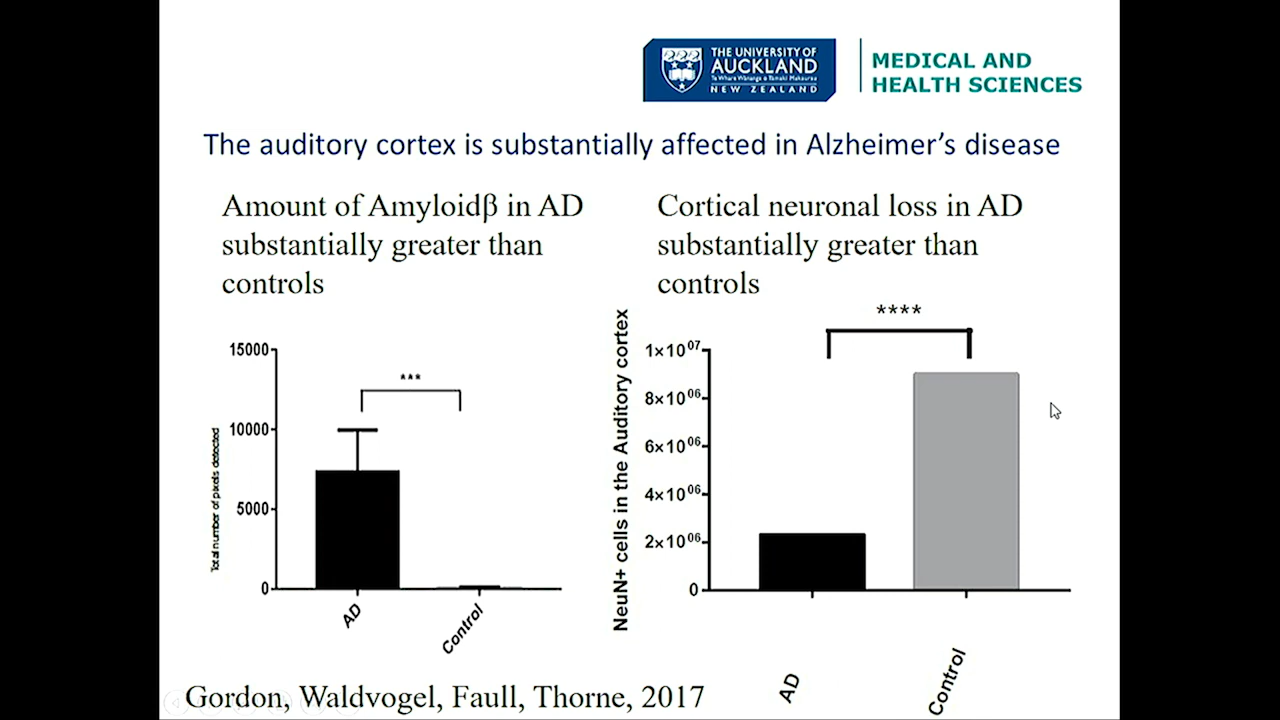 THE UNIVERSITY OF
AUCKLAND
Te Whare Wānanga o Tāmaki Makaurau
NEW ZEALAND
MEDICAL AND
HEALTH SCIENCES
The auditory cortex is substantially affected in Alzheimer's disease
Amount of Amyloidβ in AD
substantially greater than
controls
Cortical neuronal loss in AD
substantially greater than
controls
Total number of pixels detected
15000
10000
5000
0
***
AD
Control
NeuN+ cells in the Auditory cortex
1×10⁰⁷
8×10⁰⁶
6×10⁰⁶
4×10⁰⁶
2×10⁰⁶
0
****
AD
Control
Gordon, Waldvogel, Faull, Thorne, 2017